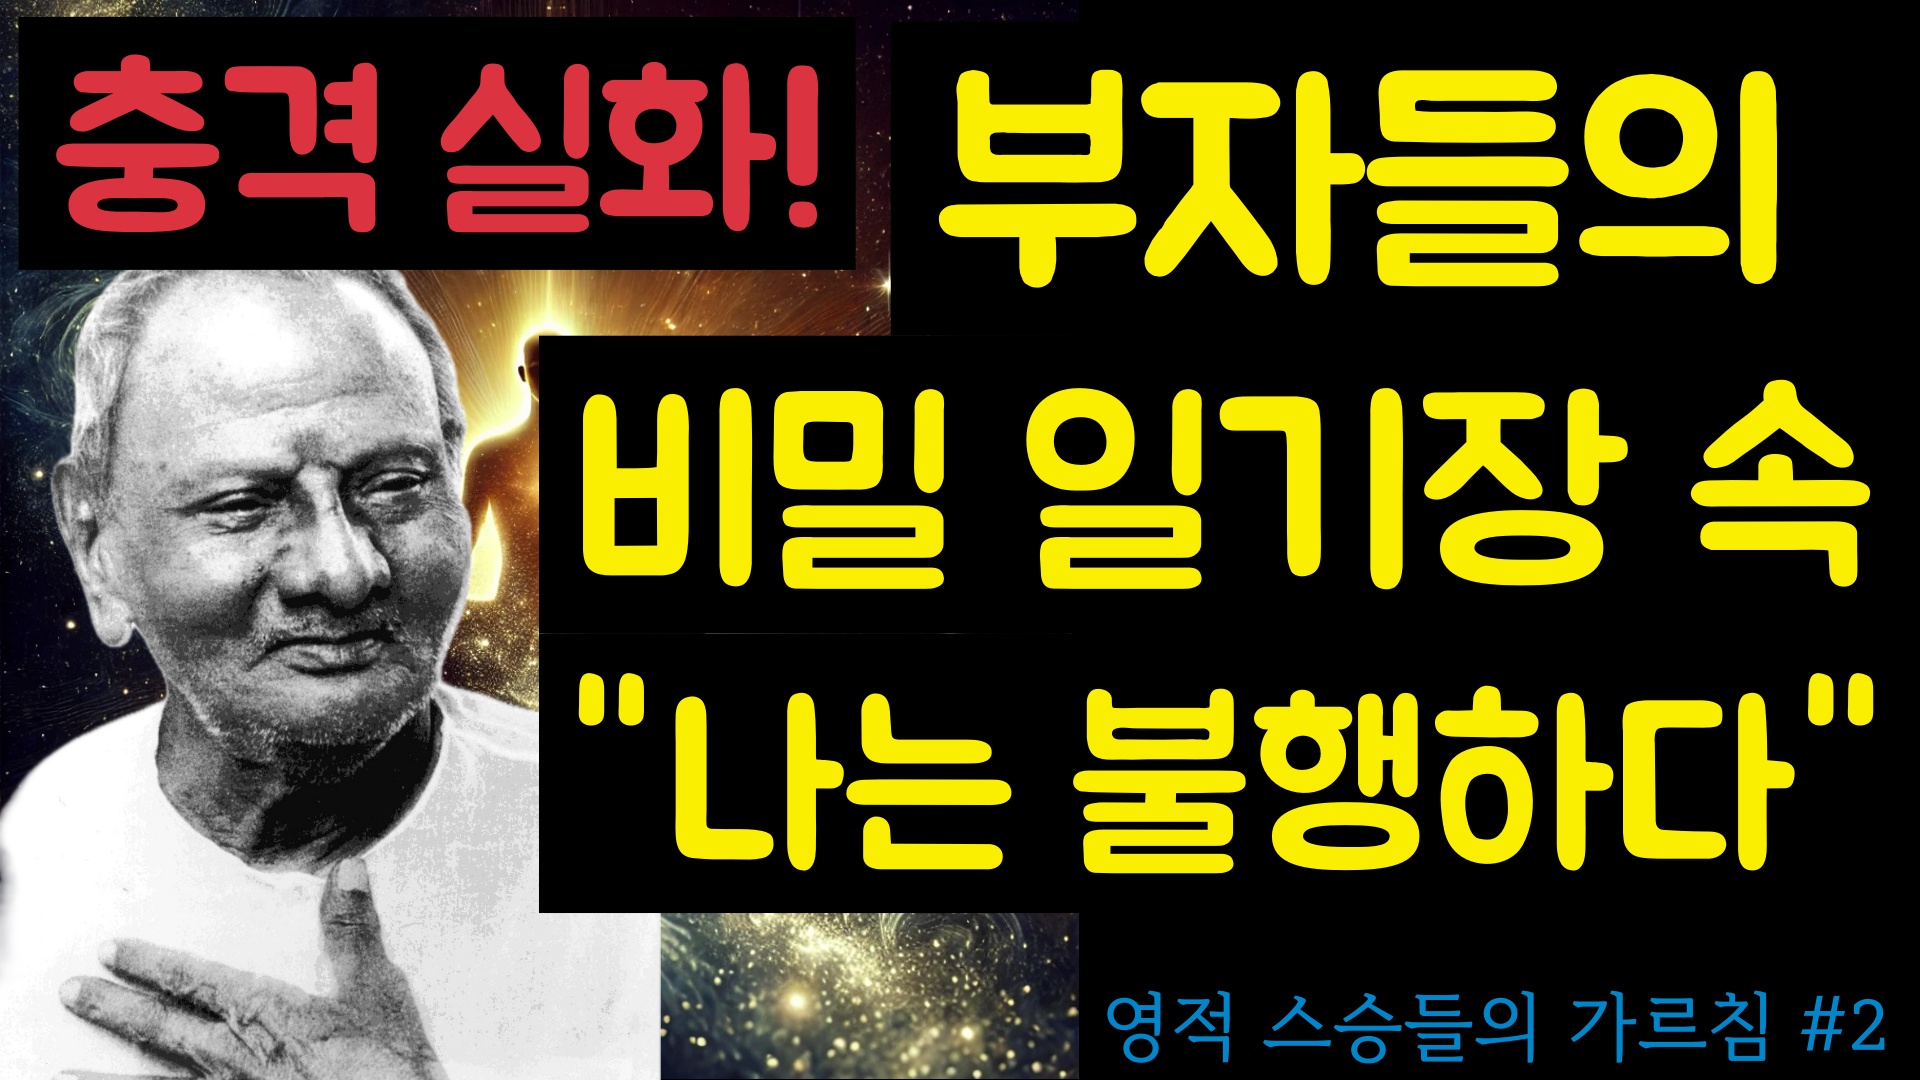 충격 실화!
부자들의
비밀 일기장 속
"나는 불행하다"
영적 스승들의 가르침 #2